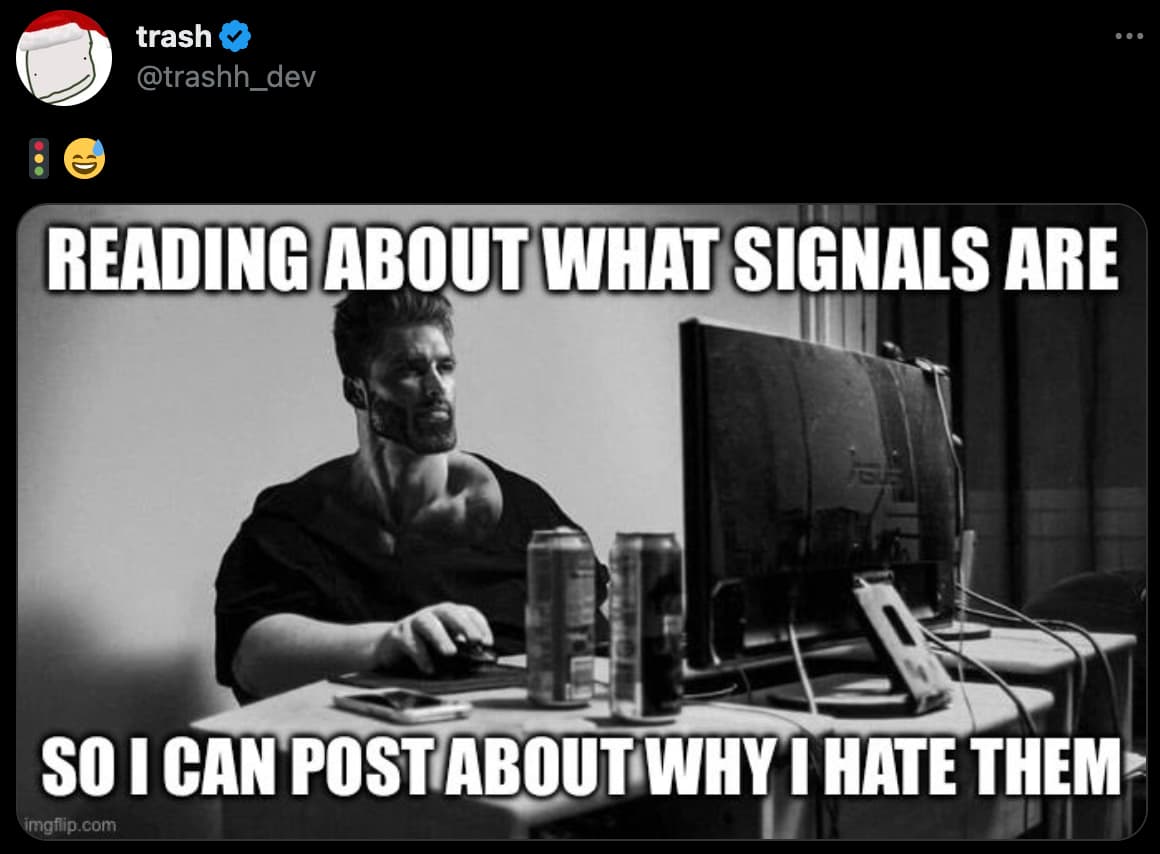 trash
@trashh_dev
🚦 😅
READING ABOUT WHAT SIGNALS ARE
SO I CAN POST ABOUT WHY I HATE THEM
imgflip.com